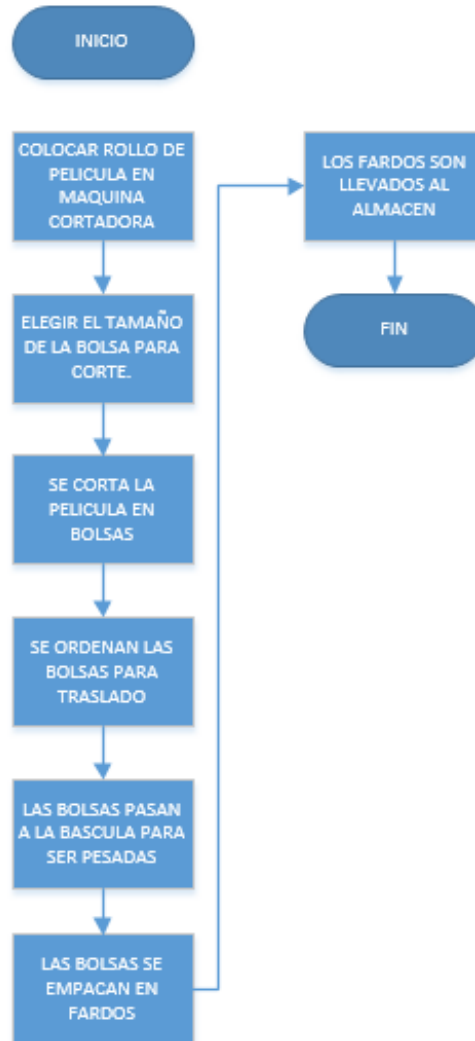 INICIO
COLOCAR ROLLO DE
PELICULA EN
MAQUINA
CORTADORA
ELEGIR EL TAMAÑO
DE LA BOLSA PARA
CORTE.
SE CORTA LA
PELICULA EN
BOLSAS
SE ORDENAN LAS
BOLSAS PARA
TRASLADO
LAS BOLSAS PASAN
A LA BASCULA PARA
SER PESADAS
LAS BOLSAS SE
EMPACAN EN
FARDOS
LOS FARDOS SON
LLEVADOS AL
ALMACEN
FIN